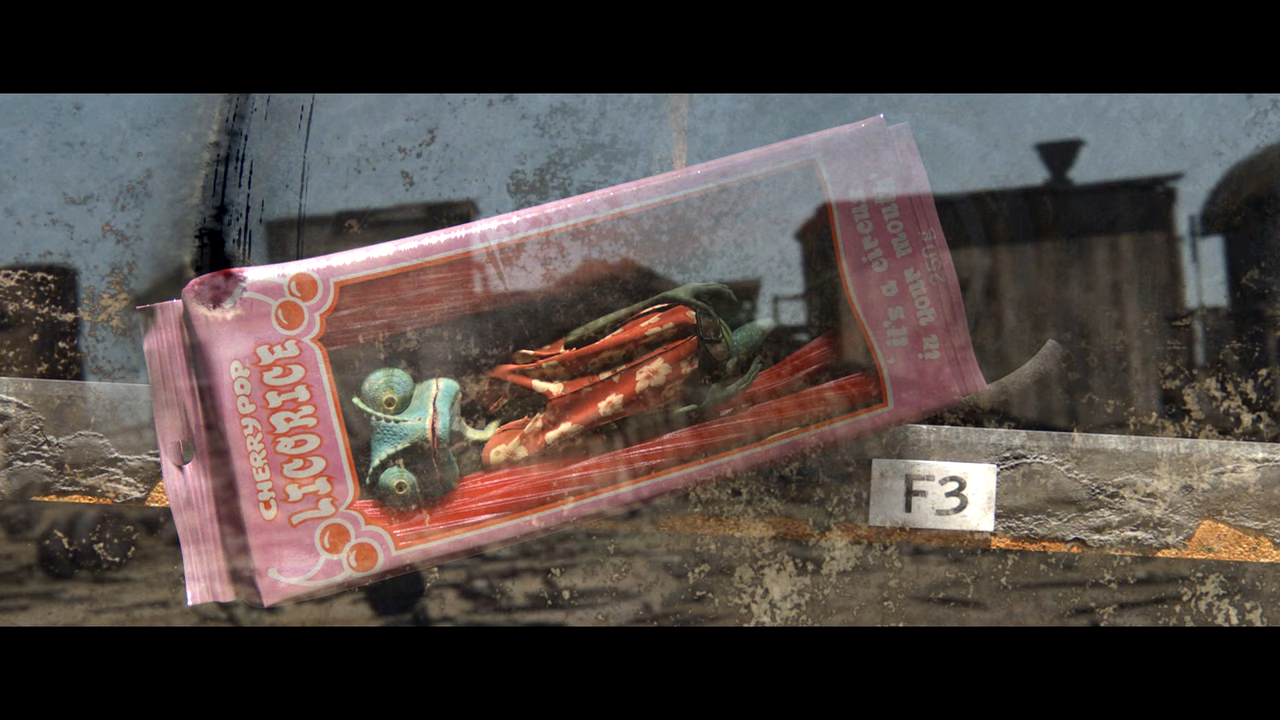 CHERRY POP
LICORICE
it's a circus
in your mouth!
F3